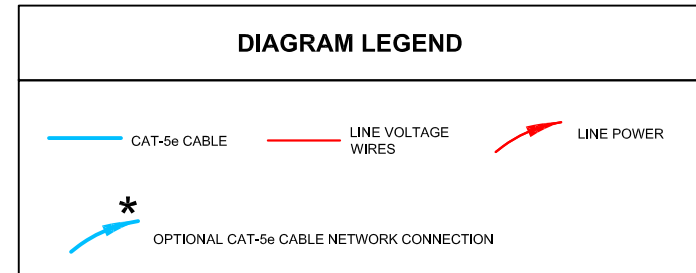 DIAGRAM LEGEND
CAT-5e CABLE
LINE VOLTAGE
WIRES
LINE POWER
*
OPTIONAL CAT-5e CABLE NETWORK CONNECTION